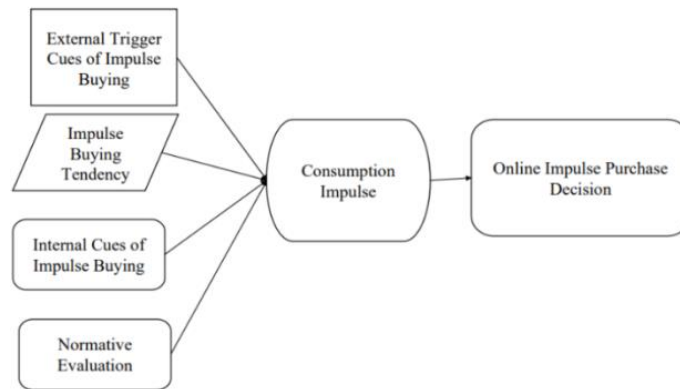 External Trigger
Cues of Impulse
Buying
Impulse
Buying
Tendency
Internal Cues of
Impulse Buying
Normative
Evaluation
Consumption
Impulse
Online Impulse Purchase
Decision